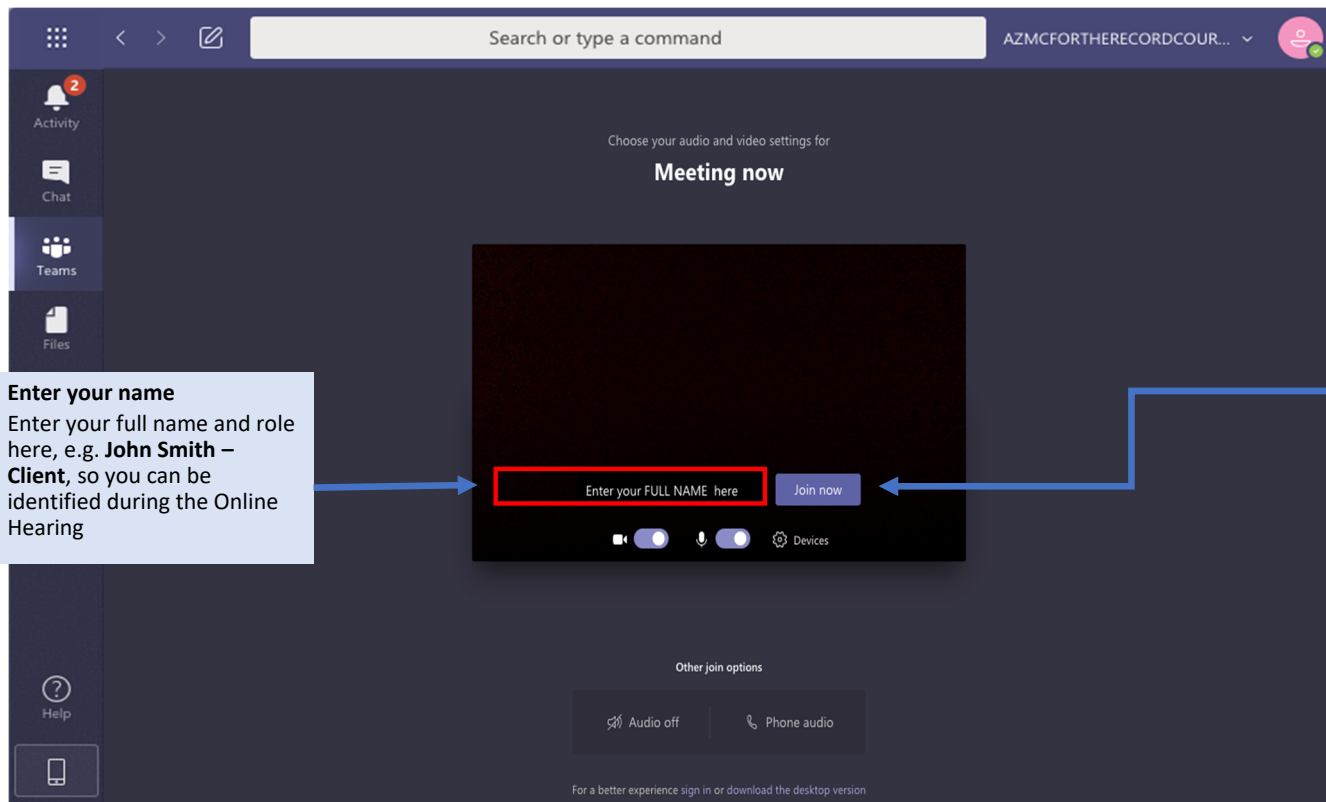 Search or type a command
AZMCFORTHERECORDCOUR...
2
Activity
Chat
Teams
Files
Choose your audio and video settings for
Meeting now
Enter your name
Enter your full name and role
here, e.g. John Smith –
Client, so you can be
identified during the Online
Hearing
Enter your FULL NAME here
Join now
Devices
Other join options
Audio off
Phone audio
For a better experience sign in or download the desktop version
Help